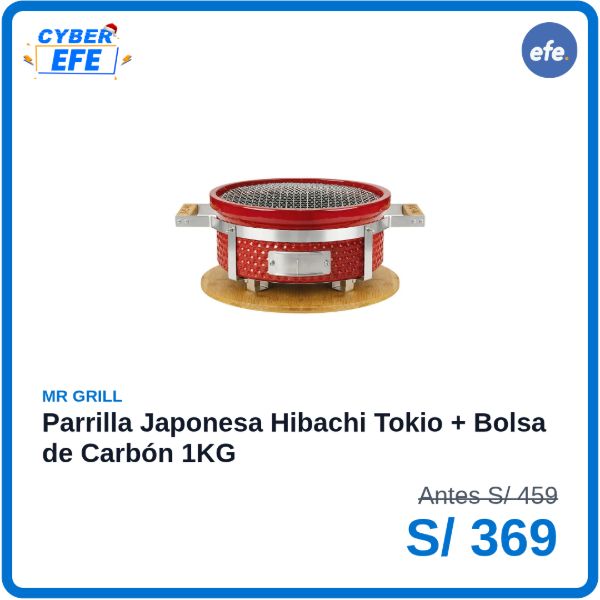 CYBER
EFE
efe.
MR GRILL
Parrilla Japonesa Hibachi Tokio + Bolsa
de Carbón 1KG
Antes S/ 459
S/ 369